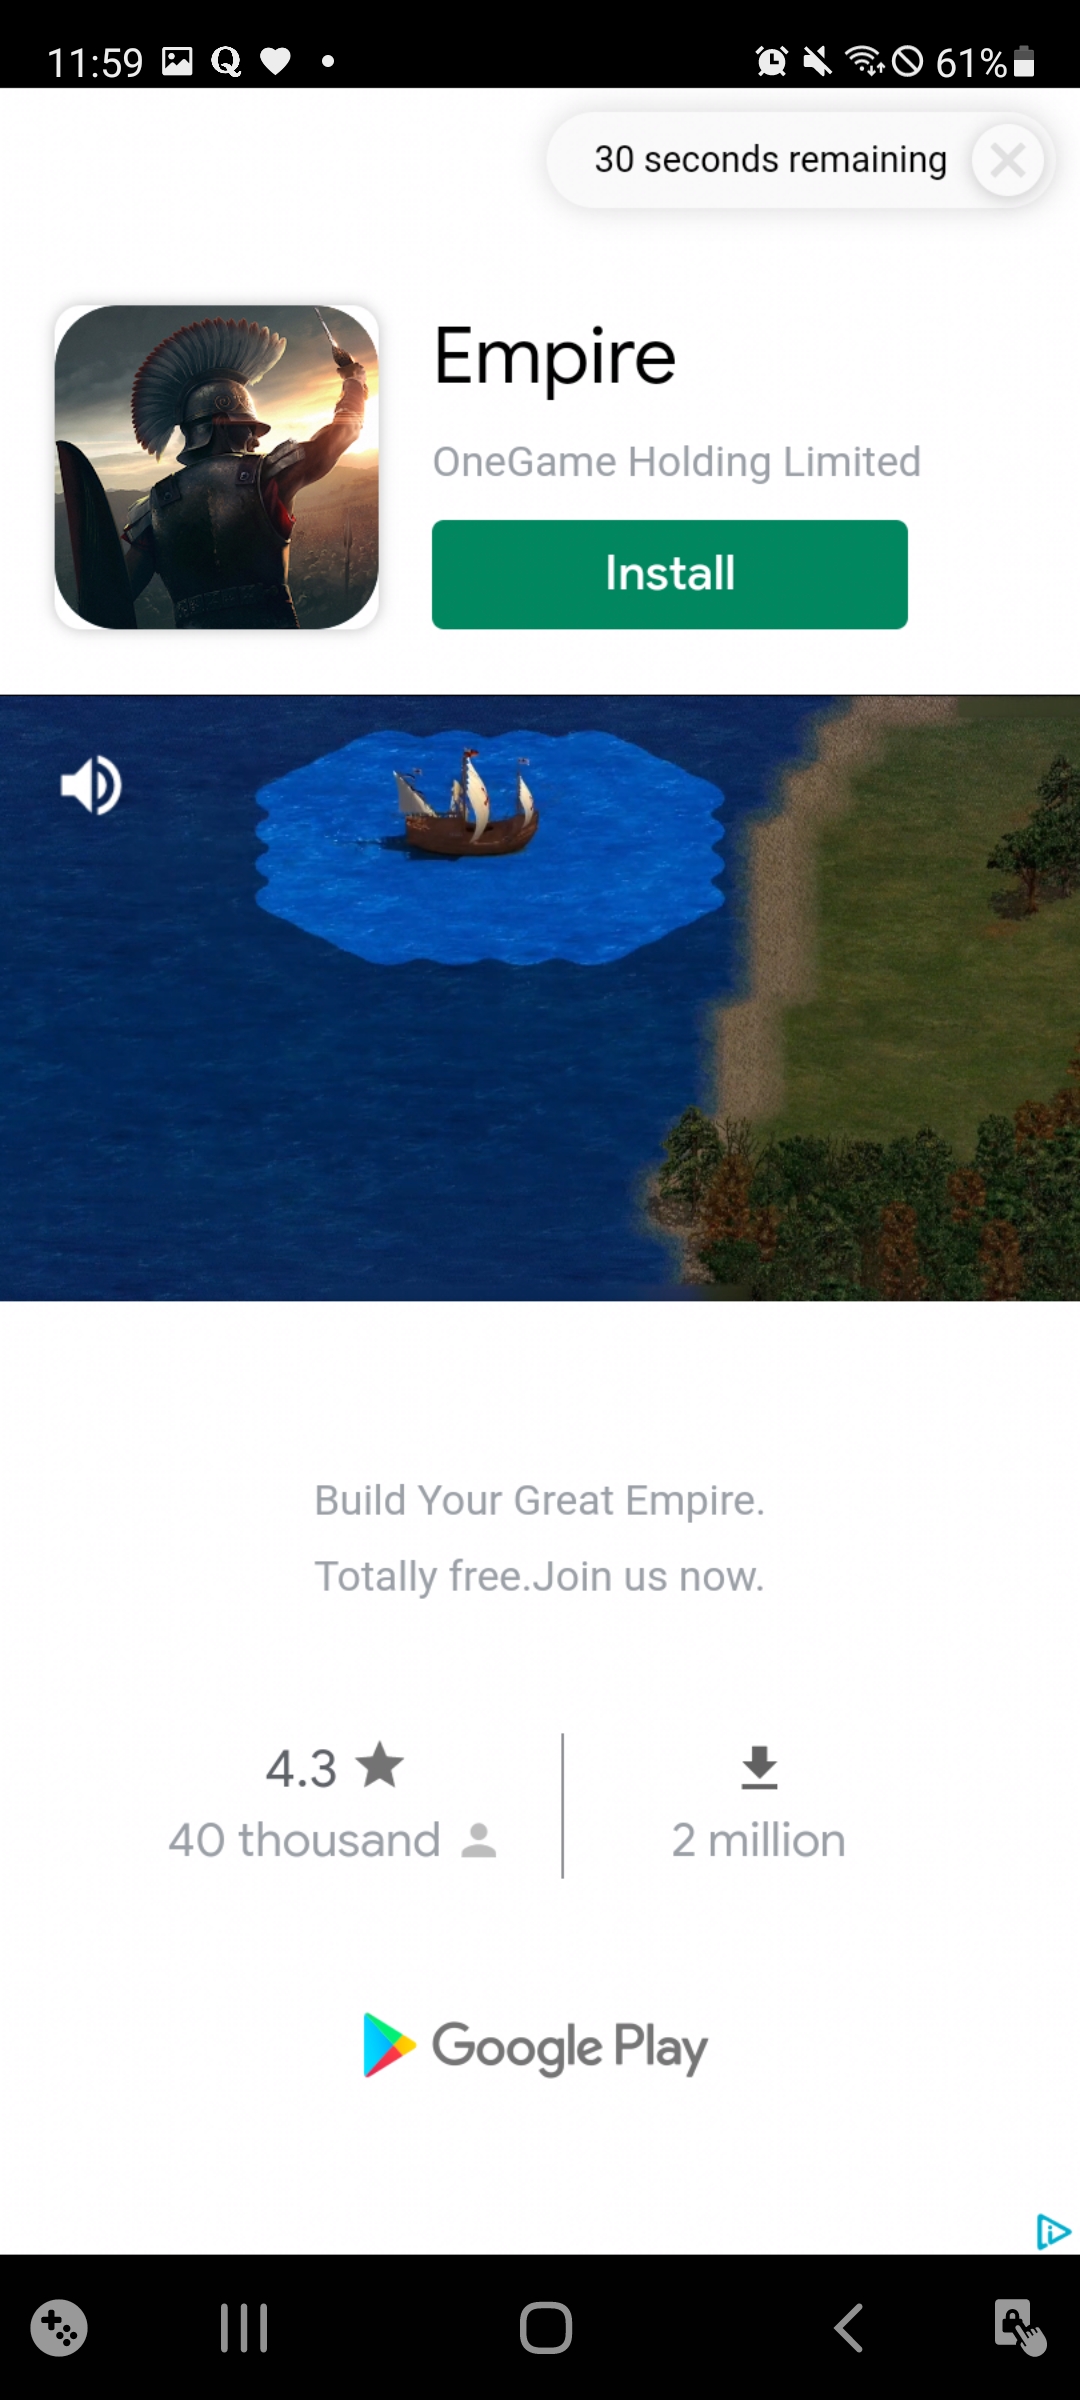 11:59
61%
30 seconds remaining
Empire
OneGame Holding Limited
Install
Build Your Great Empire.
Totally free.Join us now.
4.3
40 thousand
2 million
Google Play